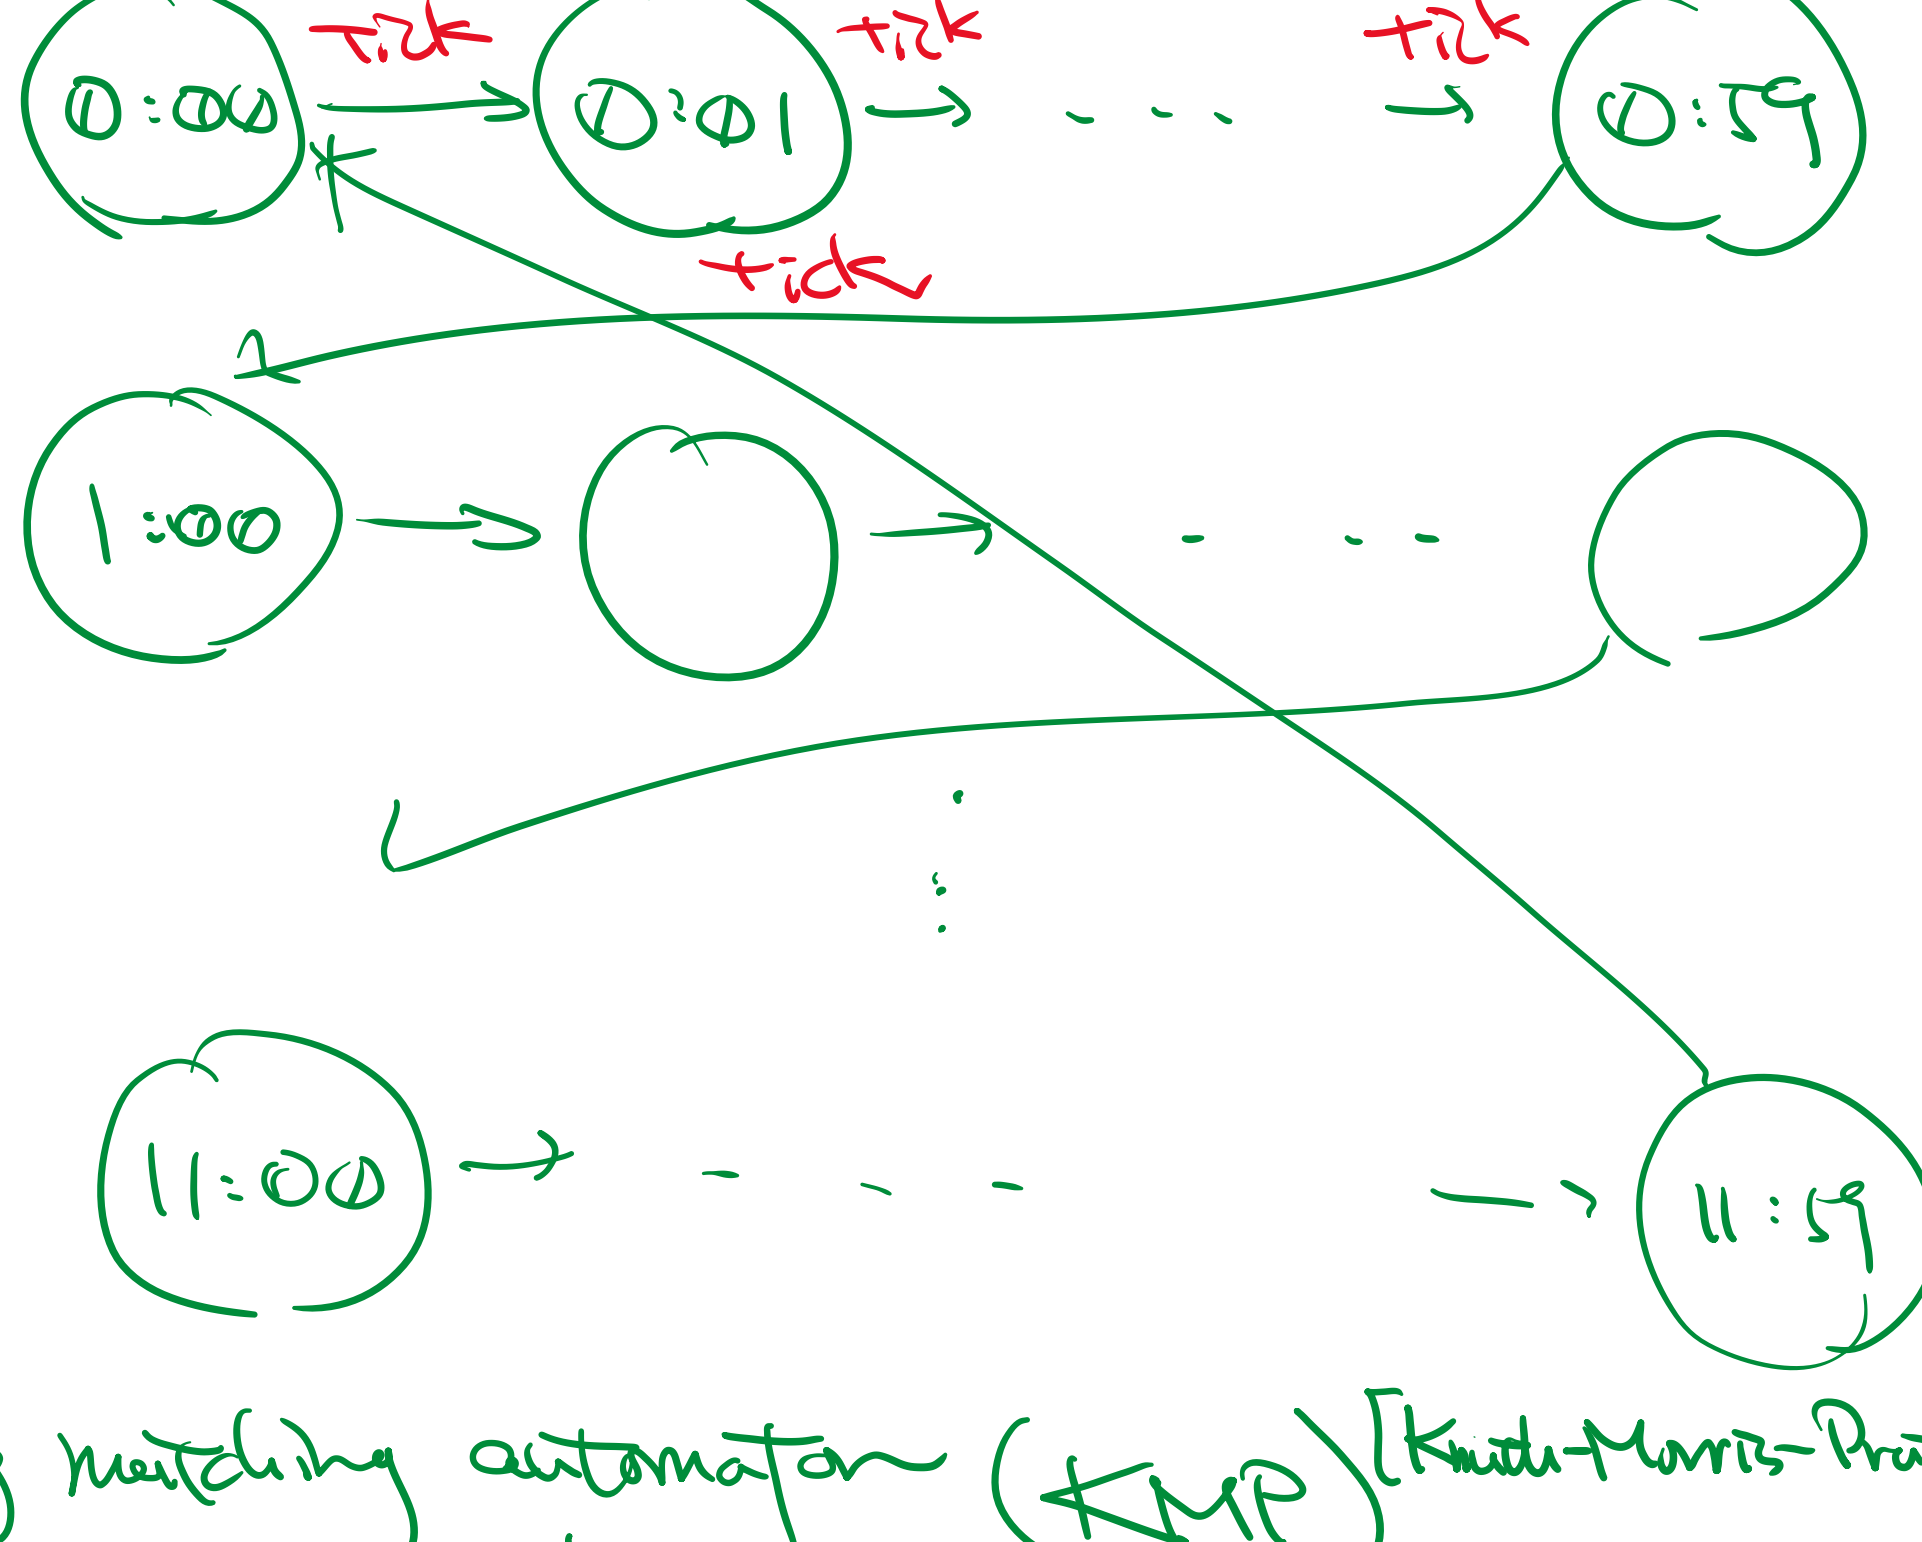 tick tick tick
0:00 0:01 0:59
tick
1:00
11:00 11:59
matching automaton (KMP) [Knuth-Morris-Pra